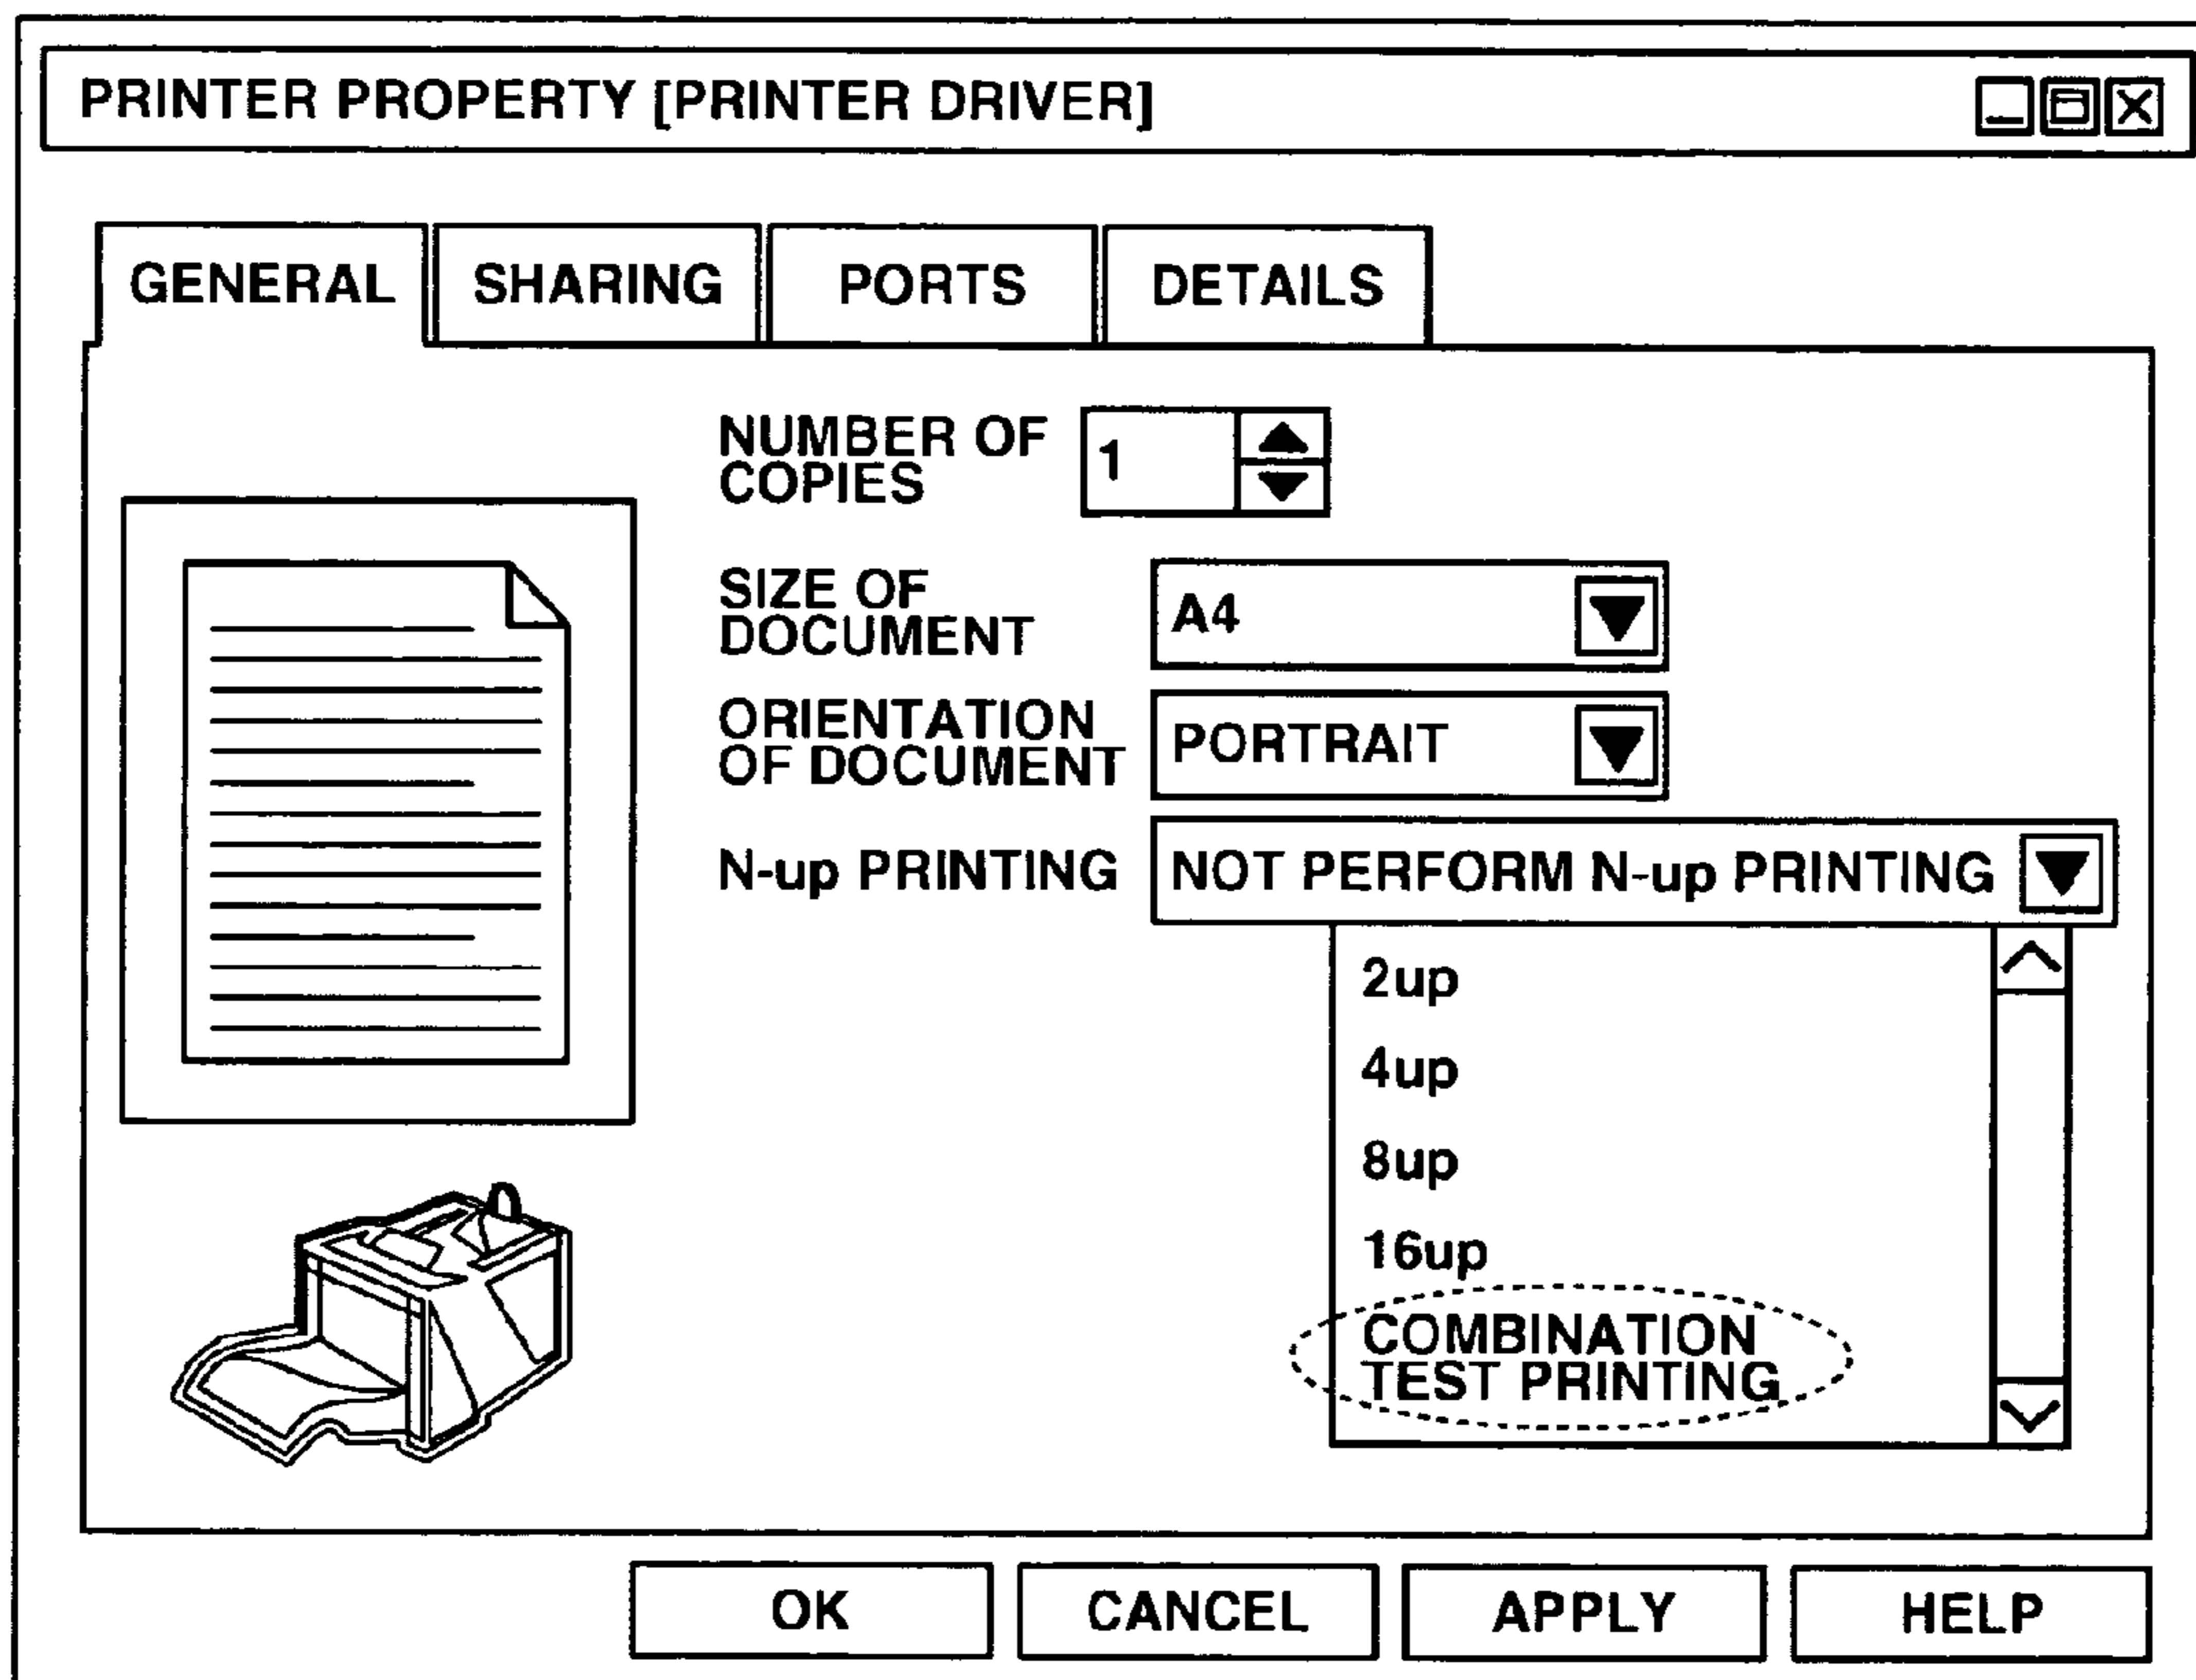 PRINTER PROPERTY [PRINTER DRIVER]
GENERAL
SHARING
PORTS
DETAILS
NUMBER OF
COPIES
1
SIZE OF
DOCUMENT
A4
ORIENTATION
OF DOCUMENT
PORTRAIT
N-up PRINTING
NOT PERFORM N-up PRINTING
2up
4up
8up
16up
COMBINATION
TEST PRINTING
OK
CANCEL
APPLY
HELP